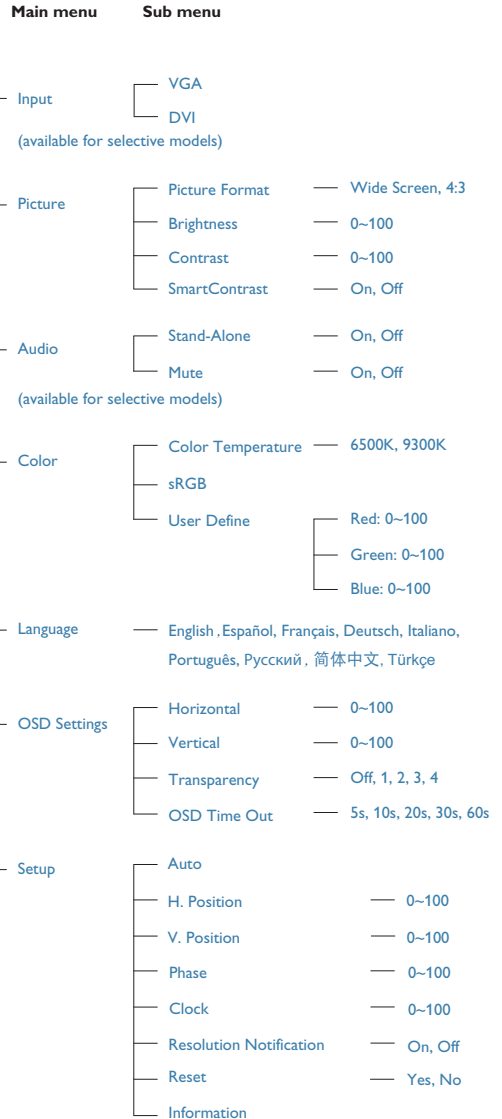 Main menu Sub menu
VGA
Input
DVI
(available for selective models)
Picture Format Wide Screen, 4:3
Picture
Brightness 0~100
Contrast 0~100
SmartContrast On, Off
Stand-Alone On, Off
Audio
Mute On, Off
(available for selective models)
Color Temperature 6500K, 9300K
Color
sRGB
User Define Red: 0~100
Green: 0~100
Blue: 0~100
Language English , Español, Français, Deutsch, Italiano,
Português, Русский , 简体中文, Türkçe
Horizontal 0~100
OSD Settings
Vertical 0~100
Transparency Off, 1, 2, 3, 4
OSD Time Out 5s, 10s, 20s, 30s, 60s
Auto
Setup
H. Position 0~100
V. Position 0~100
Phase 0~100
Clock 0~100
Resolution Notification On, Off
Reset Yes, No
Information